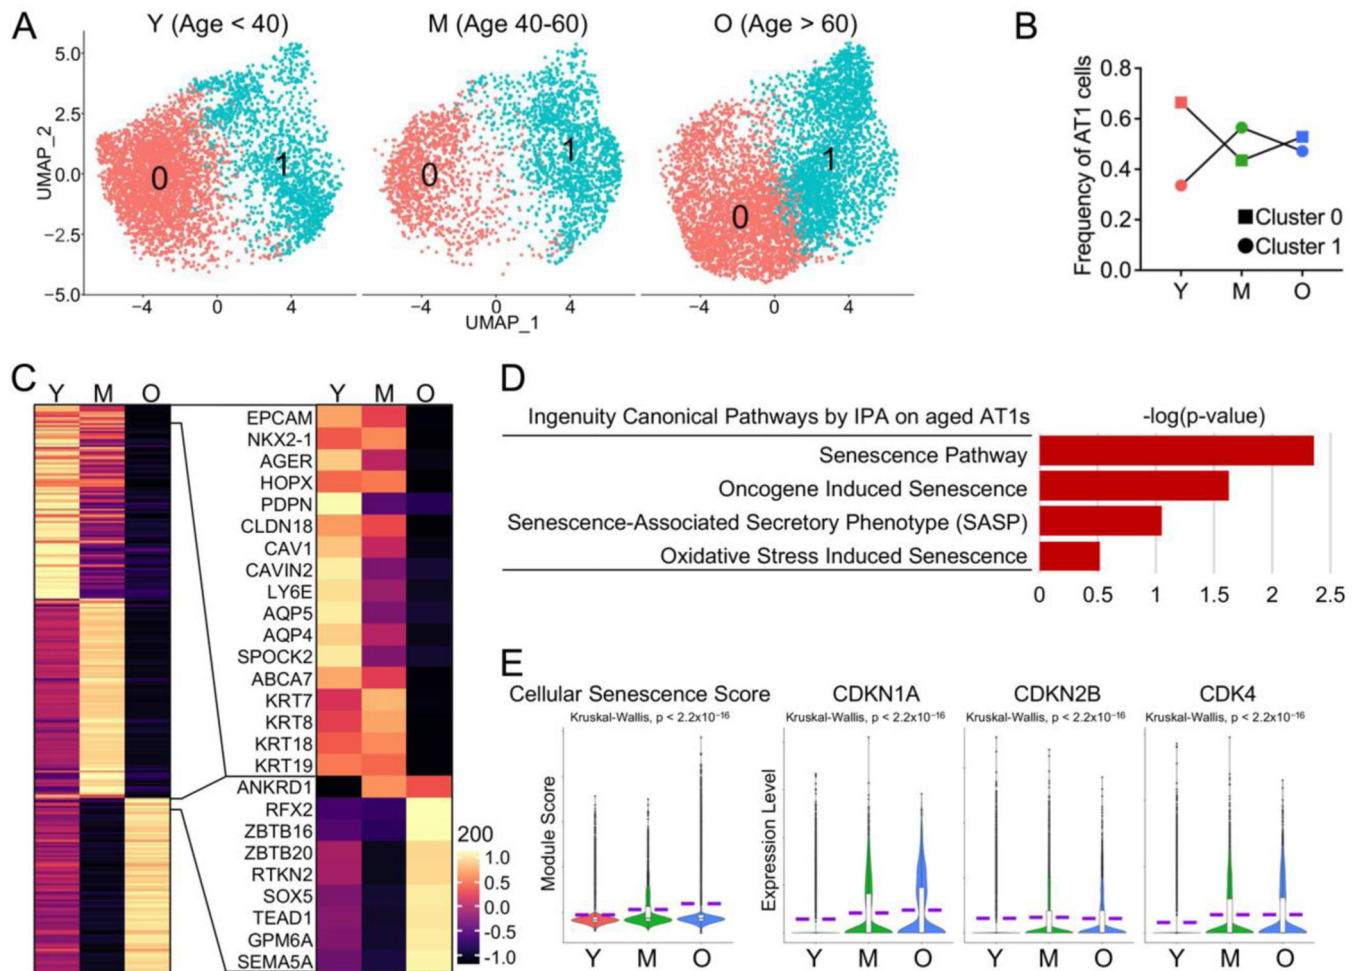 A
Y (Age < 40)
M (Age 40-60)
O (Age > 60)
UMAP_2
5.0
2.5
0.0
−2.5
−5.0
0
1
0
1
0
1
−4
0
4
−4
0
4
−4
0
4
UMAP_1
B
Frequency of AT1 cells
0.8
0.6
0.4
0.2
0.0
Cluster 0
Cluster 1
Y
M
O
C
Y M O
Y M O
EPCAM
NKX2-1
AGER
HOPX
PDPN
CLDN18
CAV1
CAVIN2
LY6E
AQP5
AQP4
SPOCK2
ABCA7
KRT7
KRT8
KRT18
KRT19
ANKRD1
RFX2
ZBTB16
ZBTB20
RTKN2
SOX5
TEAD1
GPM6A
SEMA5A
200
1.0
0.5
0.0
-0.5
-1.0
D
Ingenuity Canonical Pathways by IPA on aged AT1s
-log(p-value)
Senescence Pathway
Oncogene Induced Senescence
Senescence-Associated Secretory Phenotype (SASP)
Oxidative Stress Induced Senescence
0 0.5 1 1.5 2 2.5
E
Cellular Senescence Score
Kruskal-Wallis, p < 2.2x10⁻¹⁶
Module Score
Y M O
CDKN1A
Kruskal-Wallis, p < 2.2x10⁻¹⁶
Expression Level
Y M O
CDKN2B
Kruskal-Wallis, p < 2.2x10⁻¹⁶
Y M O
CDK4
Kruskal-Wallis, p < 2.2x10⁻¹⁶
Y M O